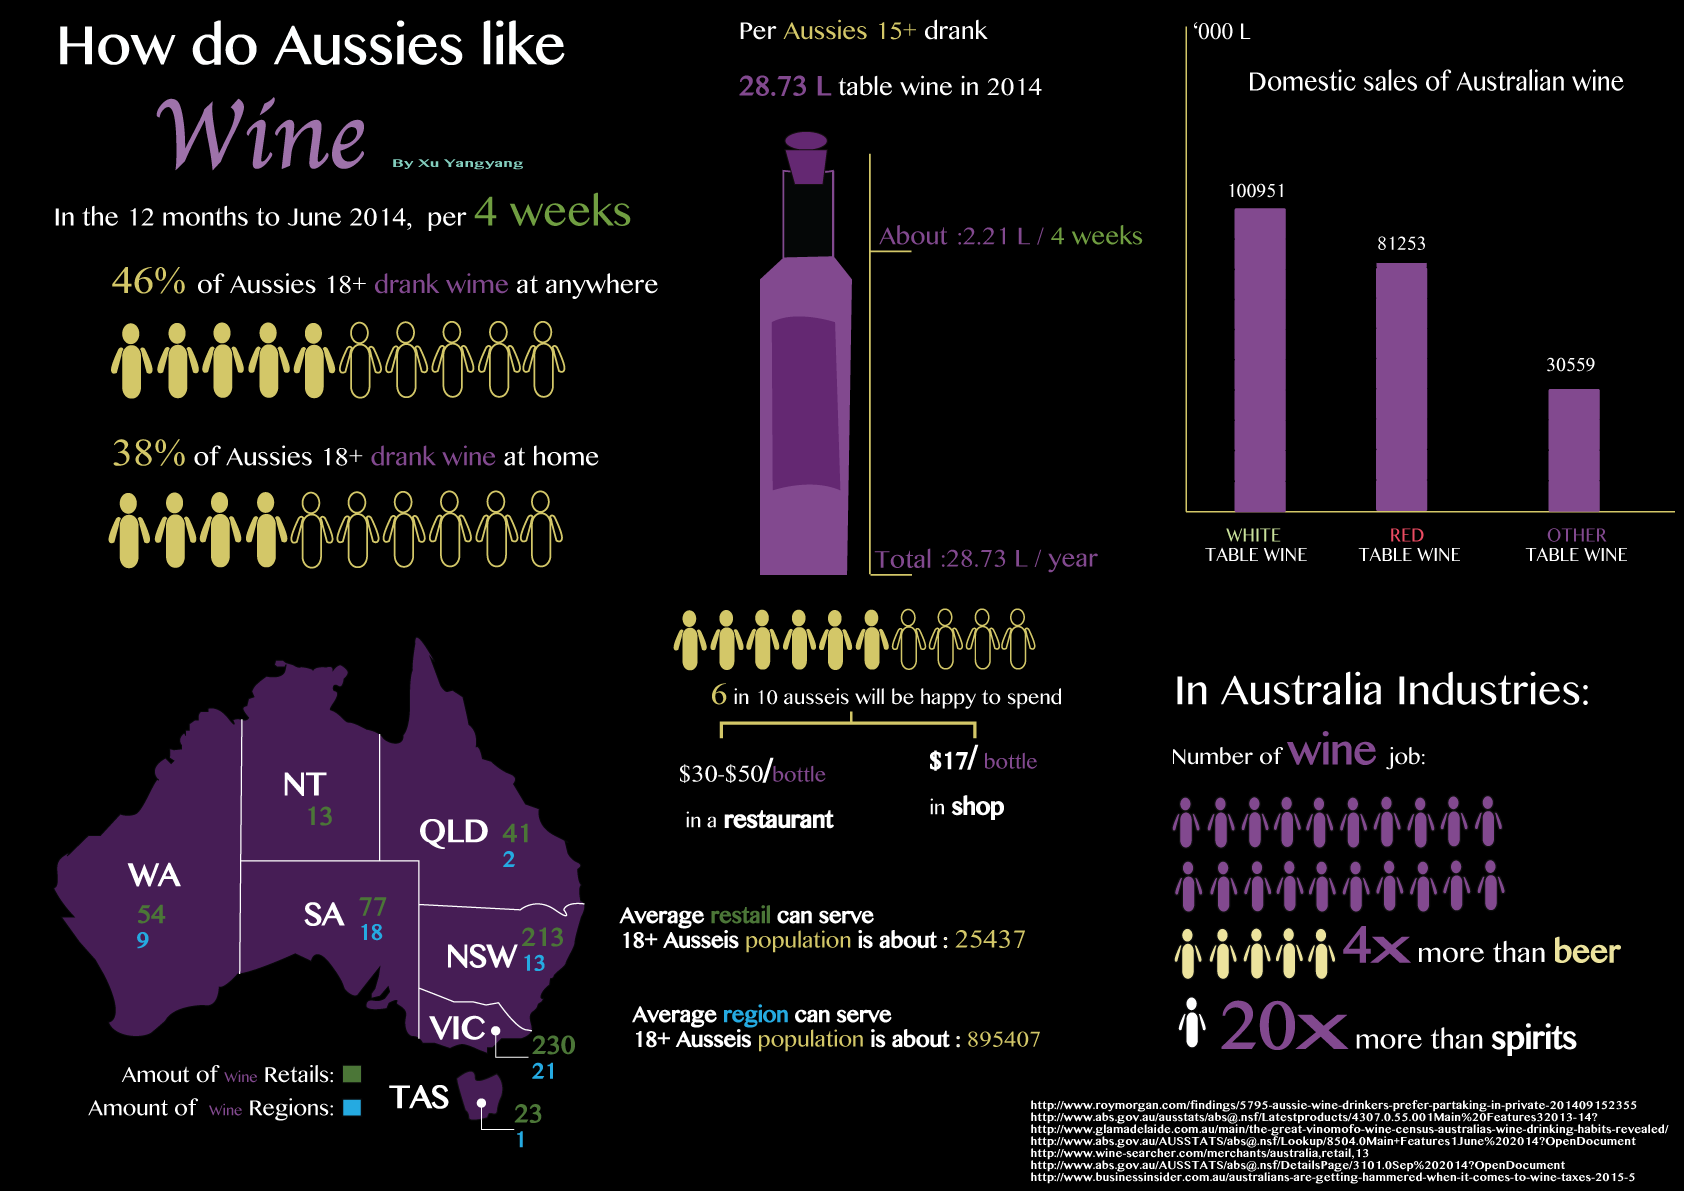 How do Aussies like
Wine
By Xu Yangyang
In the 12 months to June 2014, per 4 weeks
46% of Aussies 18+ drank wime at anywhere
38% of Aussies 18+ drank wine at home
Per Aussies 15+ drank
28.73 L table wine in 2014
About :2.21 L / 4 weeks
Total :28.73 L / year
6 in 10 ausseis will be happy to spend
$30-$50/bottle
in a restaurant
$17/ bottle
in shop
‘000 L
Domestic sales of Australian wine
100951
81253
30559
WHITE
TABLE WINE
RED
TABLE WINE
OTHER
TABLE WINE
NT
13
QLD 41
2
WA
54
9
SA 77
18
NSW 213
13
VIC
230
21
TAS
23
1
Amout of Wine Retails:
Amount of Wine Regions:
Average restail can serve
18+ Ausseis population is about : 25437
Average region can serve
18+ Ausseis population is about : 895407
In Australia Industries:
Number of wine job:
4x more than beer
20x more than spirits
http://www.roymorgan.com/findings/5795-aussie-wine-drinkers-prefer-partaking-in-private-201409152355
http://www.abs.gov.au/ausstats/abs@.nsf/Latestproducts/4307.0.55.001Main%20Features32013-14?
http://www.glamadelaide.com.au/main/the-great-vinomofo-wine-census-australias-wine-drinking-habits-revealed/
http://www.abs.gov.au/AUSSTATS/abs@.nsf/Lookup/8504.0Main+Features1June%202014?OpenDocument
http://www.wine-searcher.com/merchants/australia,retail,13
http://www.abs.gov.au/AUSSTATS/abs@.nsf/DetailsPage/3101.0Sep%202014?OpenDocument
http://www.businessinsider.com.au/australians-are-getting-hammered-when-it-comes-to-wine-taxes-2015-5